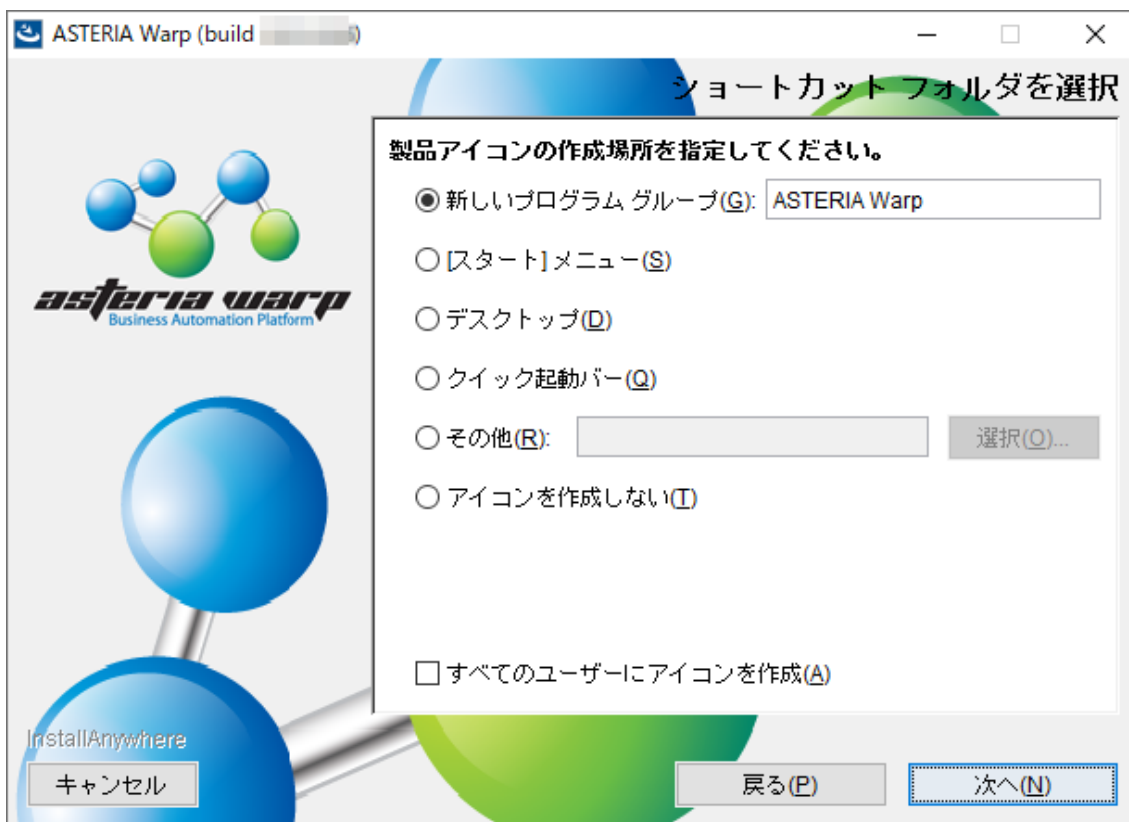 ASTERIA Warp (build )
ショートカット フォルダを選択
製品アイコンの作成場所を指定してください。
新しいプログラム グループ(G): ASTERIA Warp
[スタート] メニュー(S)
デスクトップ(D)
クイック起動バー(Q)
その他(R): 選択(O)...
アイコンを作成しない(T)
すべてのユーザーにアイコンを作成(A)
asteria warp
Business Automation Platform
InstallAnywhere
キャンセル 戻る(P) 次へ(N)